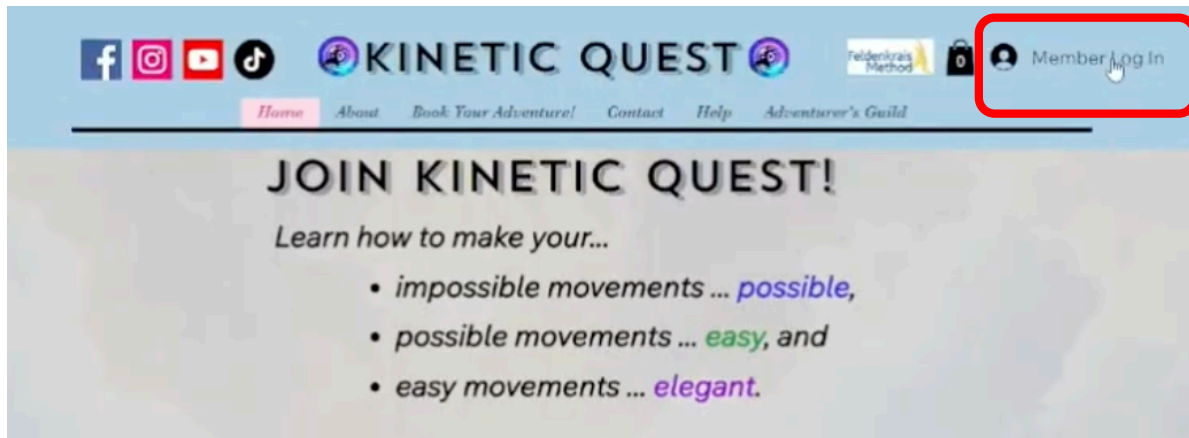 KINETIC QUEST
Feldenkrais
Method
0
Member Log In
Home About Book Your Adventure! Contact Help Adventurer's Guild
JOIN KINETIC QUEST!
Learn how to make your...
• impossible movements ... possible,
• possible movements ... easy, and
• easy movements ... elegant.